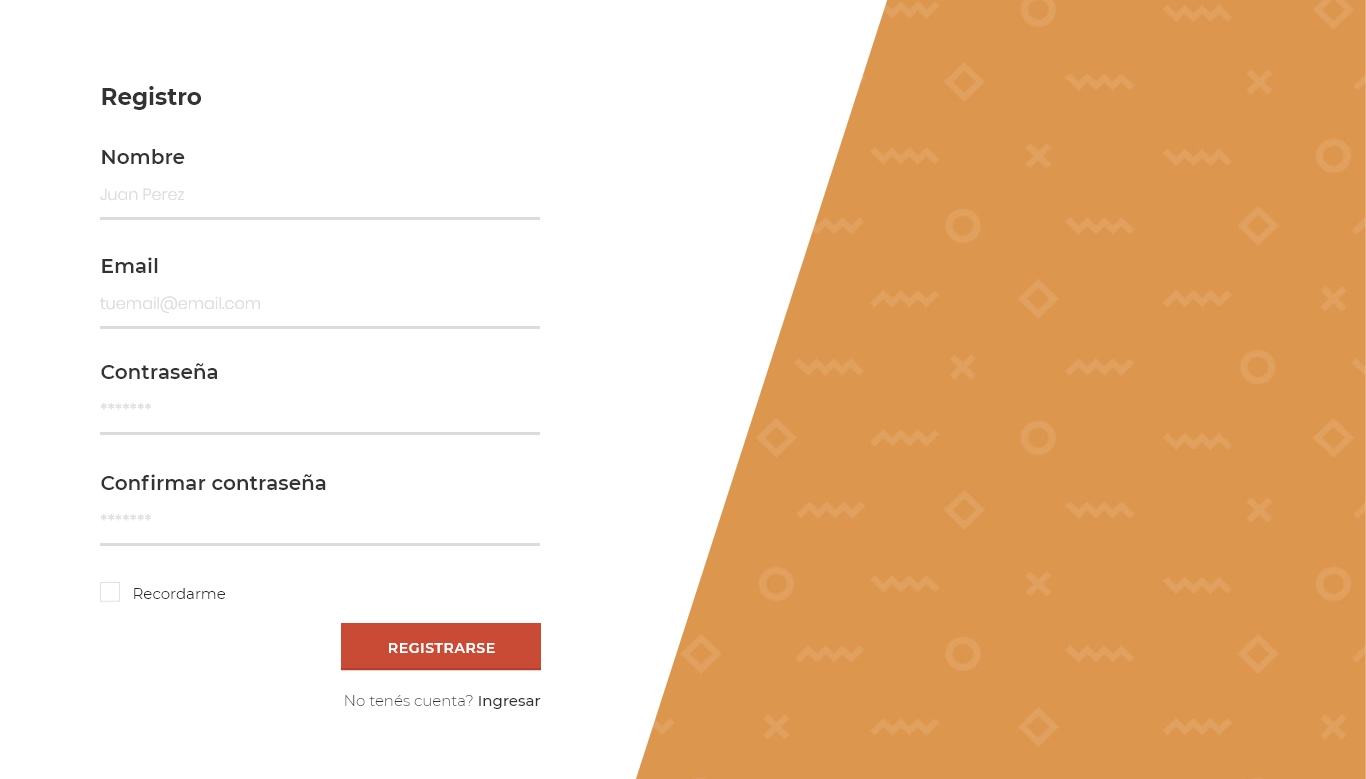 Registro
Nombre
Juan Perez
Email
tuemail@email.com
Contraseña
*******
Confirmar contraseña
*******
Recordarme
REGISTRARSE
No tenés cuenta? Ingresar